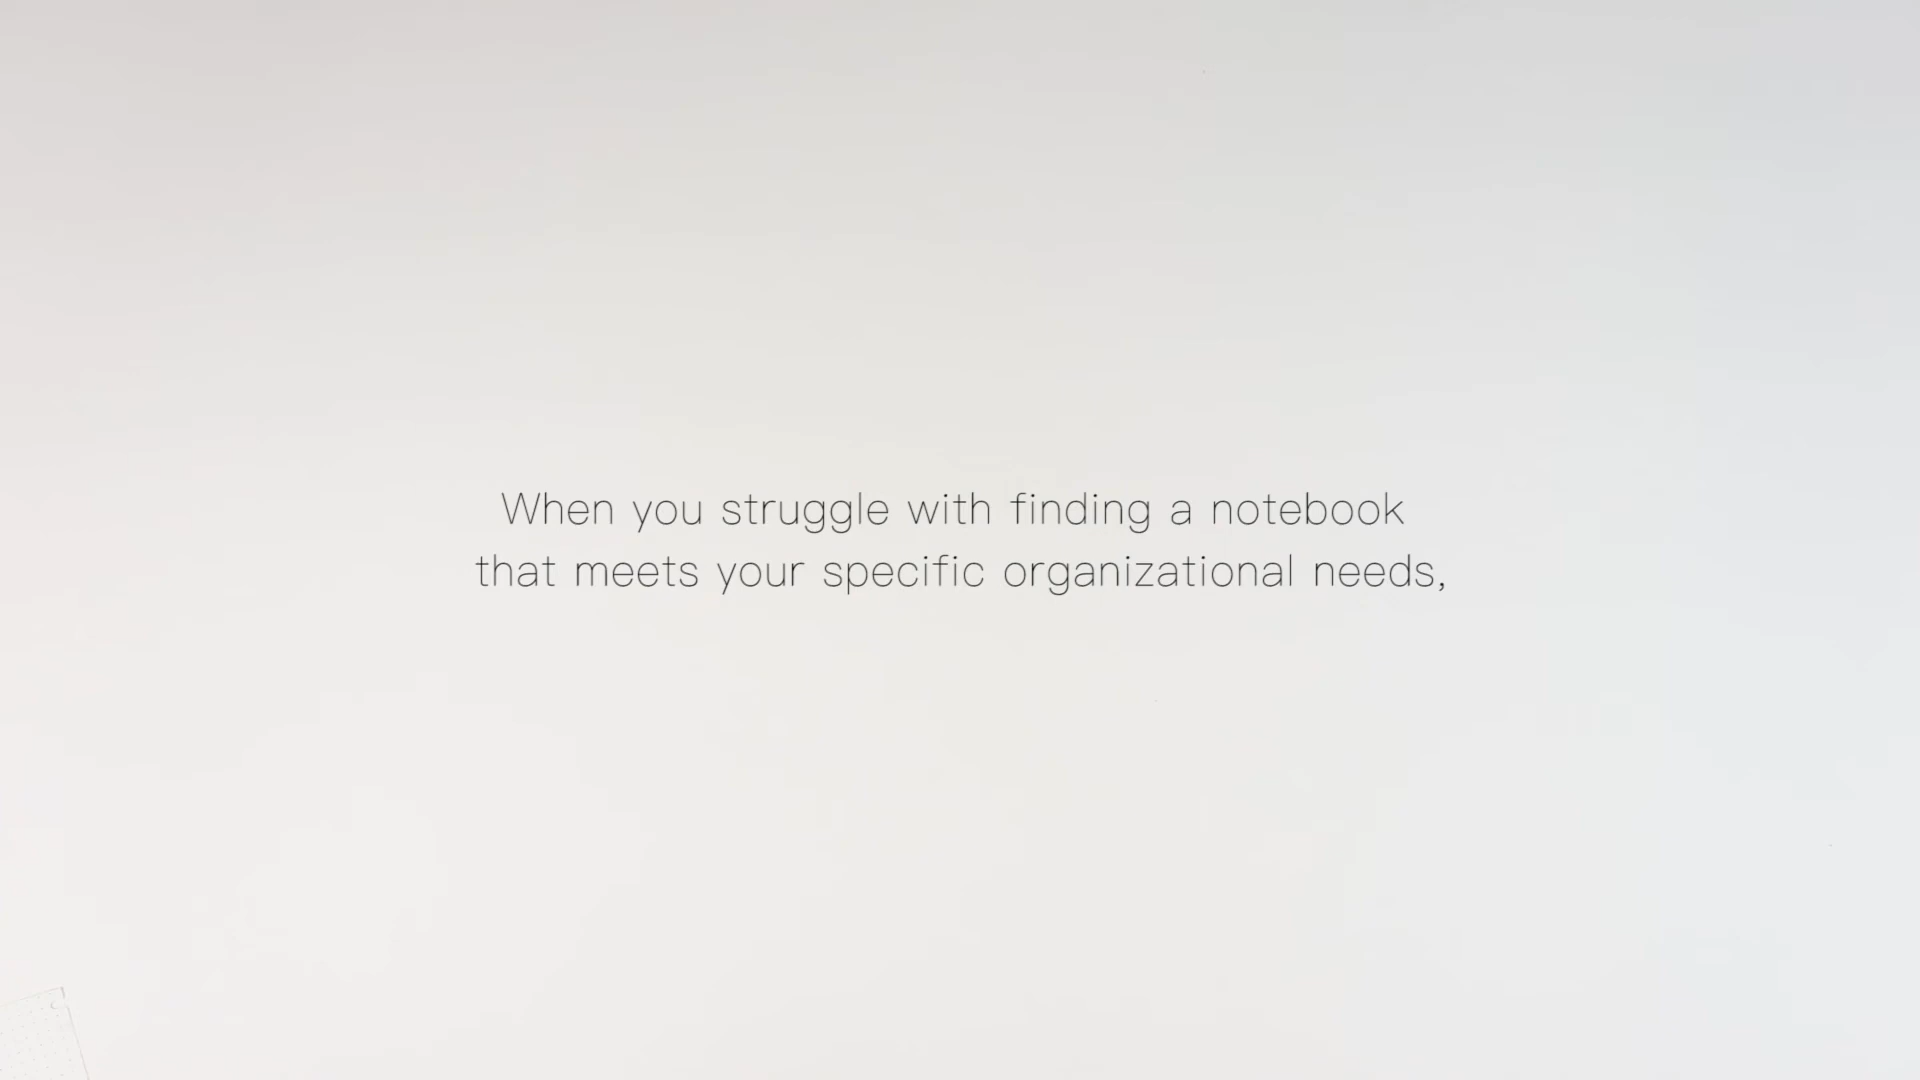 When you struggle with finding a notebook
that meets your specific organizational needs,